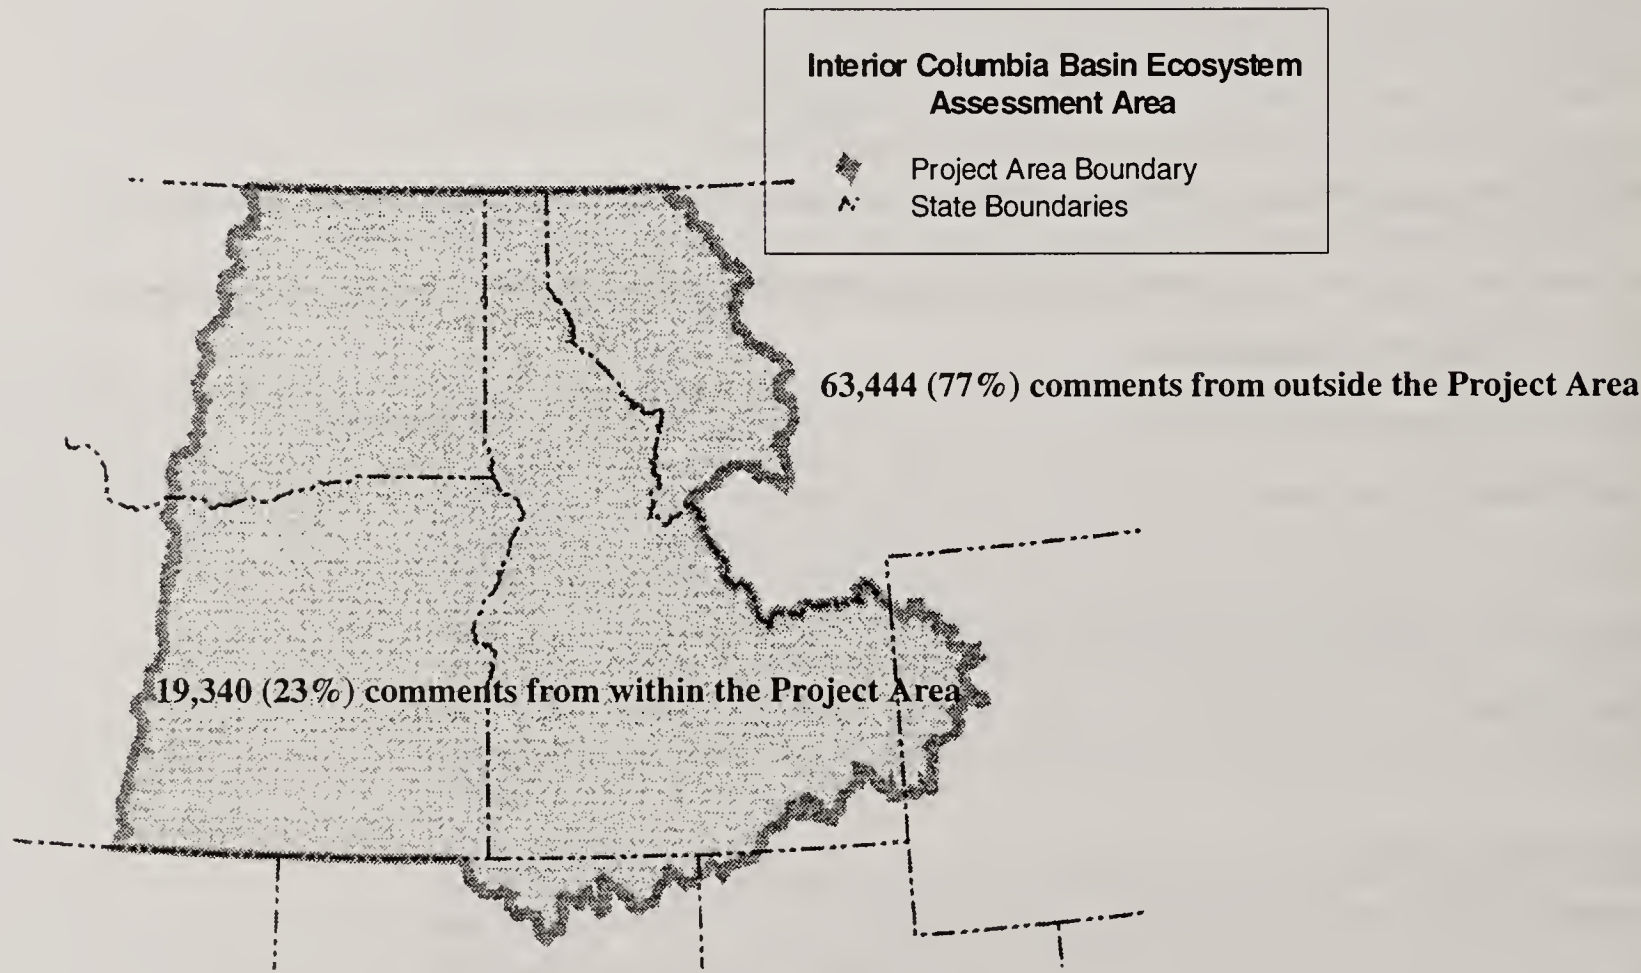 Interior Columbia Basin Ecosystem
Assessment Area
Project Area Boundary
State Boundaries
63,444 (77%) comments from outside the Project Area
19,340 (23%) comments from within the Project Area